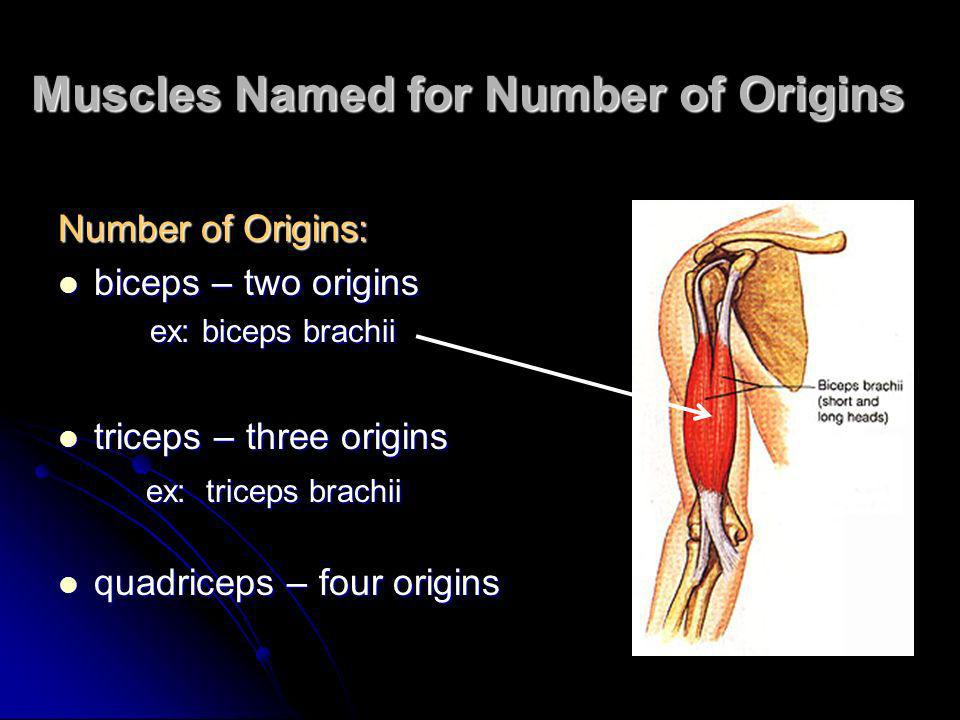 Muscles Named for Number of Origins
Number of Origins:
biceps – two origins
ex: biceps brachii
triceps – three origins
ex: triceps brachii
quadriceps – four origins
Biceps brachii
(short and
long heads)